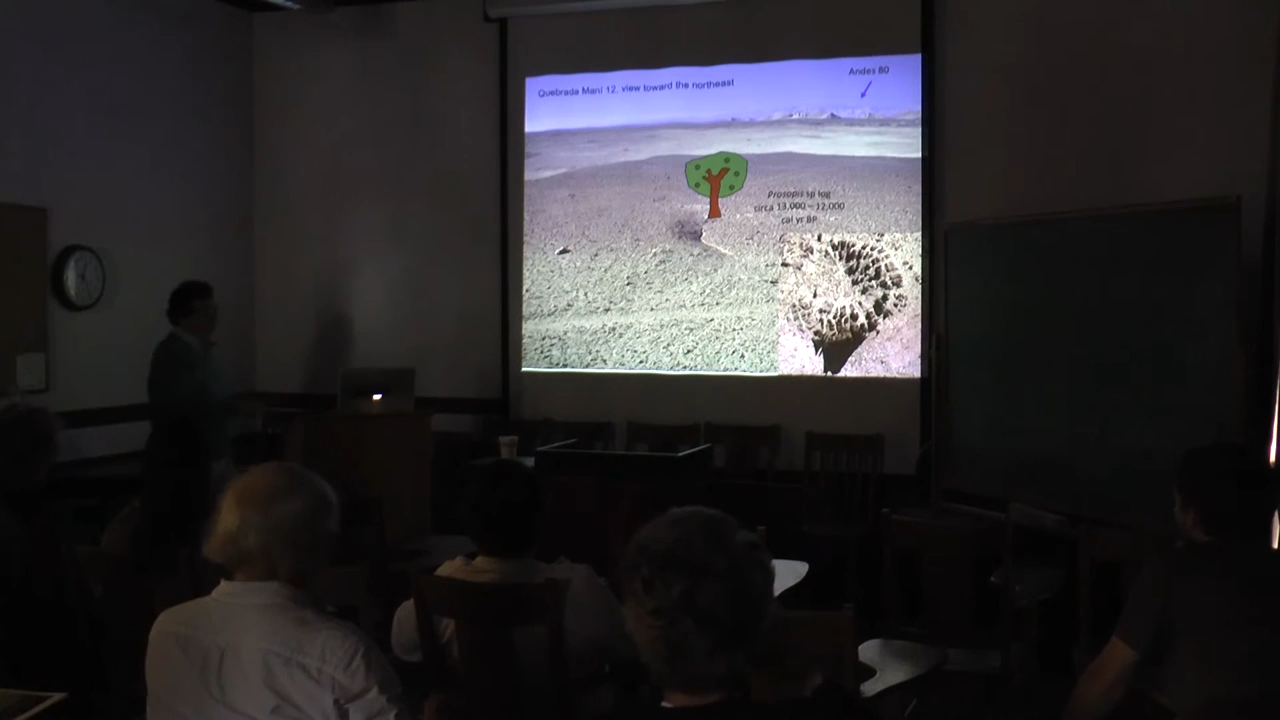 Andes 80
Quebrada Maní 12, view toward the northeast
Prosopis sp log
circa 13,000 – 12,000
cal yr BP